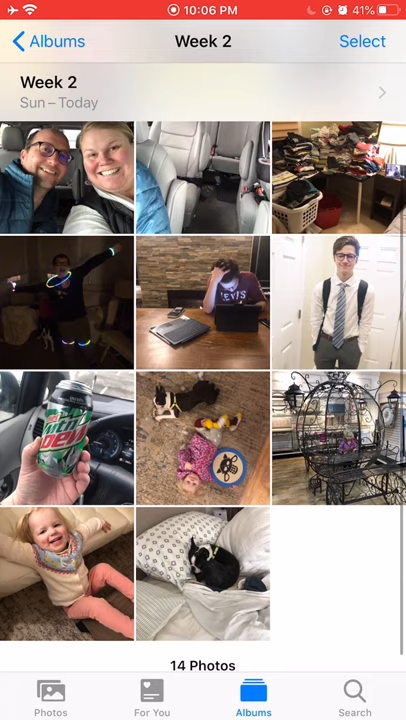 10:06 PM
41%
Albums
Week 2
Select
Week 2
Sun – Today
LEVI'S
MTN
DEW
14 Photos
Photos
For You
Albums
Search